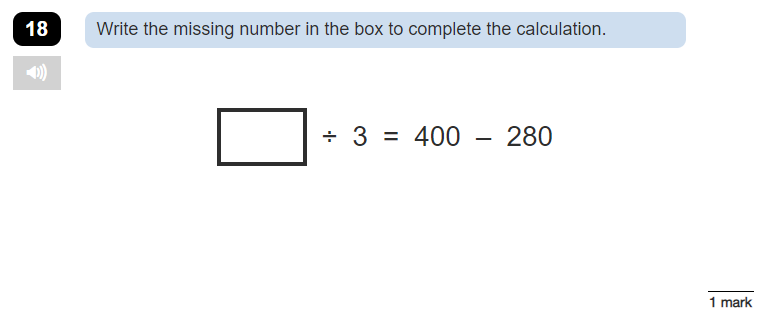 18
Write the missing number in the box to complete the calculation.
÷ 3 = 400 – 280
1 mark